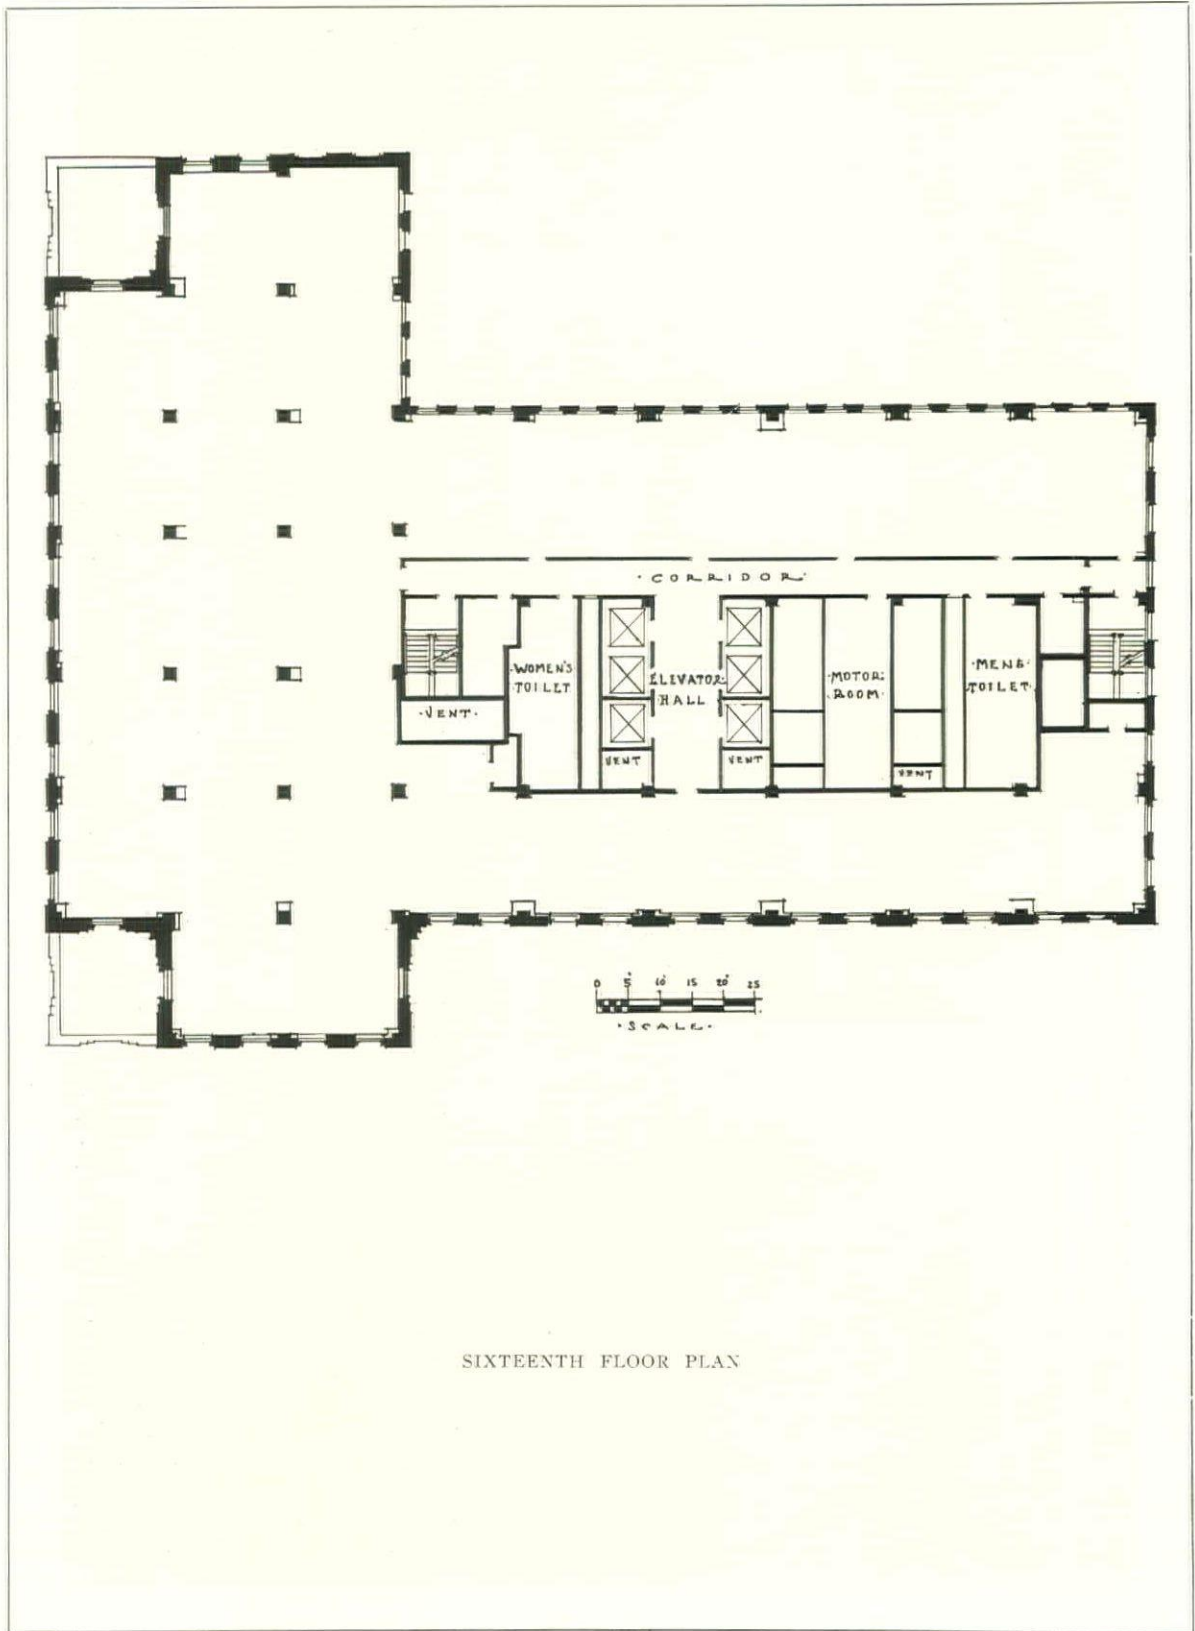 ·CORRIDOR·
·WOMEN'S
TOILET
ELEVATOR
HALL
·MOTOR
ROOM·
·MENS·
TOILET·
·VENT·
VENT
VENT
VENT
0 5' 10' 15 20' 25
·SCALE·
SIXTEENTH FLOOR PLAN